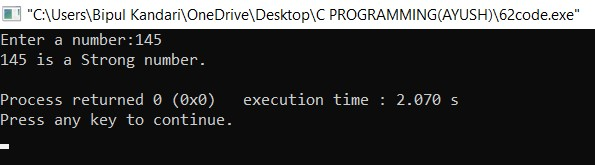 "C:\Users\Bipul Kandari\OneDrive\Desktop\C PROGRAMMING(AYUSH)\62code.exe"
Enter a number:145
145 is a Strong number.
Process returned 0 (0x0)   execution time : 2.070 s
Press any key to continue.